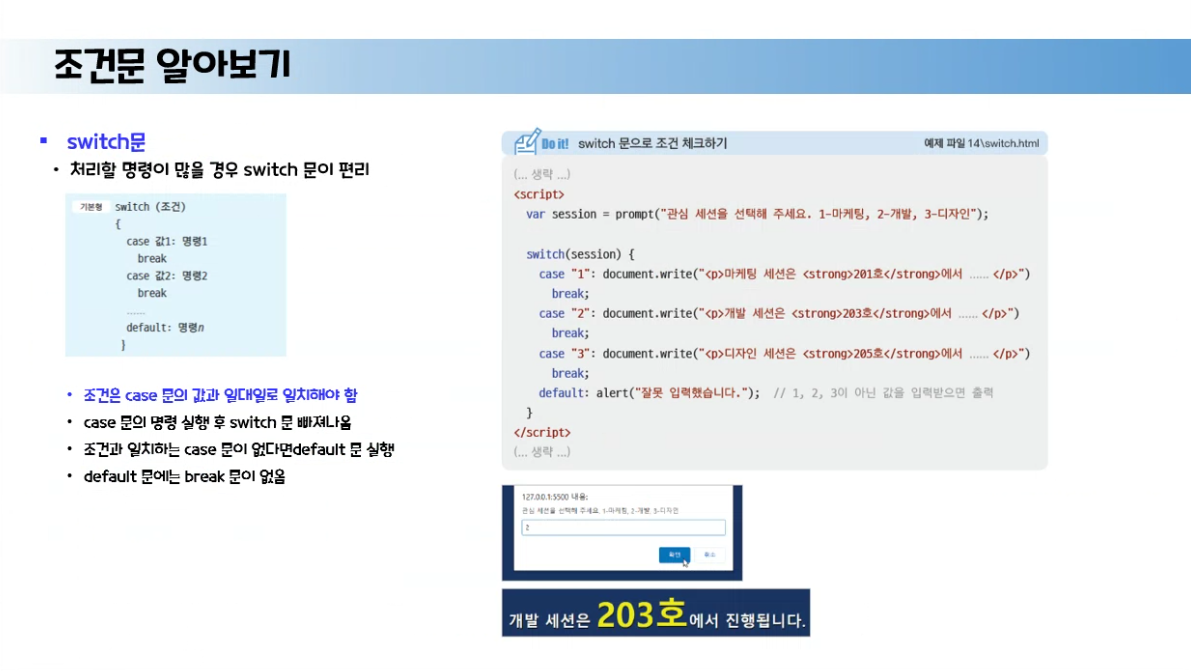 조건문 알아보기
switch문
처리할 명령이 많을 경우 switch 문이 편리
기본형 switch (조건)
{
case 값1: 명령1
break
case 값2: 명령2
break
……
default: 명령n
}
조건은 case 문의 값과 일대일로 일치해야 함
case 문의 명령 실행 후 switch 문 빠져나옴
조건과 일치하는 case 문이 없다면default 문 실행
default 문에는 break 문이 없음
Do it! switch 문으로 조건 체크하기 예제 파일 14\switch.html
(... 생략 ...)
<script>
var session = prompt("관심 세션을 선택해 주세요. 1-마케팅, 2-개발, 3-디자인");
switch(session) {
case "1": document.write("<p>마케팅 세션은 <strong>201호</strong>에서 …… </p>")
break;
case "2": document.write("<p>개발 세션은 <strong>203호</strong>에서 …… </p>")
break;
case "3": document.write("<p>디자인 세션은 <strong>205호</strong>에서 …… </p>")
break;
default: alert("잘못 입력했습니다."); // 1, 2, 3이 아닌 값을 입력받으면 출력
}
</script>
(... 생략 ...)
127.0.0.1:5500 내용:
관심 세션을 선택해 주세요. 1-마케팅, 2-개발, 3-디자인
2
확인 취소
개발 세션은 203호에서 진행됩니다.